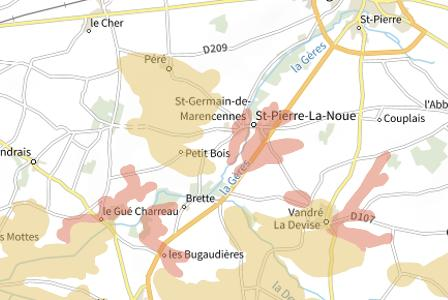 le Cher
St-Pierre
D209
la Gères
Péré
St-Germain-de-
Marencennes
St-Pierre-La-Noue
l'Abb
Couplais
ndrais
Petit Bois
la Gères
Brette
le Gué Charreau
Vandré
La Devise
D107
s Mottes
les Bugaudières